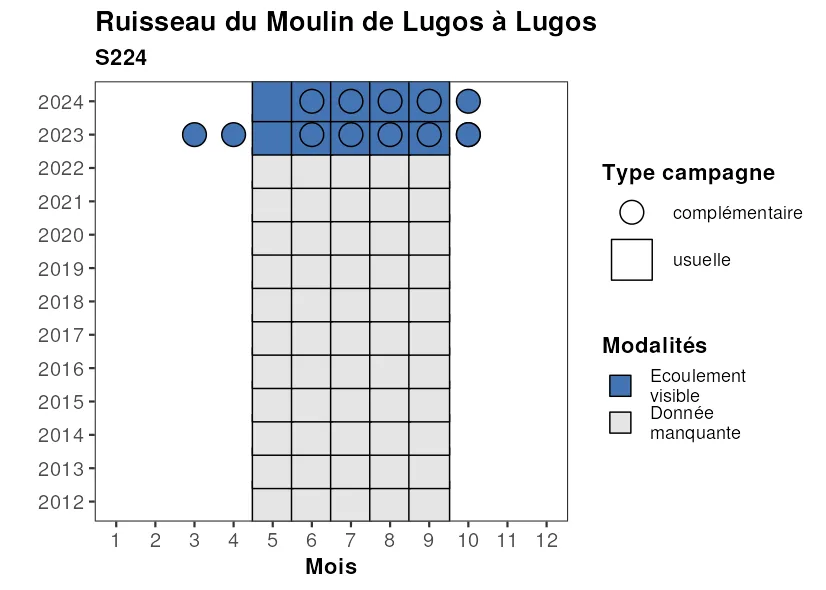 Ruisseau du Moulin de Lugos à Lugos
S224
2024
2023
2022
2021
2020
2019
2018
2017
2016
2015
2014
2013
2012
1 2 3 4 5 6 7 8 9 10 11 12
Mois
Type campagne
complémentaire
usuelle
Modalités
Ecoulement
visible
Donnée
manquante